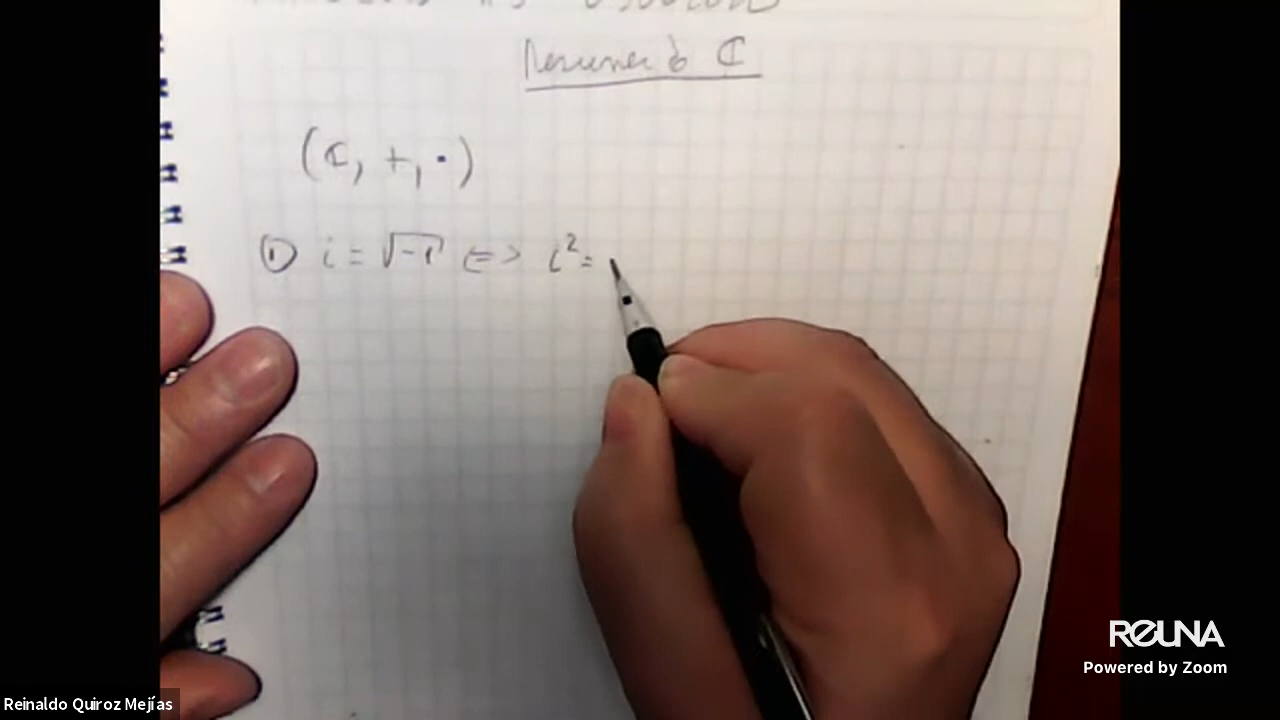 Resumen de ℂ
(ℂ, +, ·)
① i = √-1 <=> i² =
REUNA
Powered by Zoom
Reinaldo Quiroz Mejías